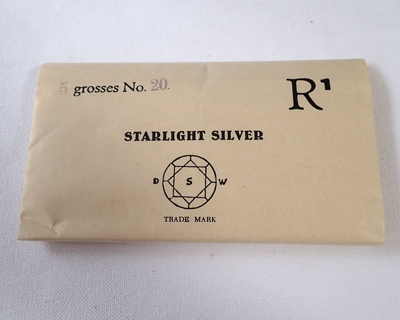 5 grosses No. 20.
R¹
STARLIGHT SILVER
D S W
TRADE MARK